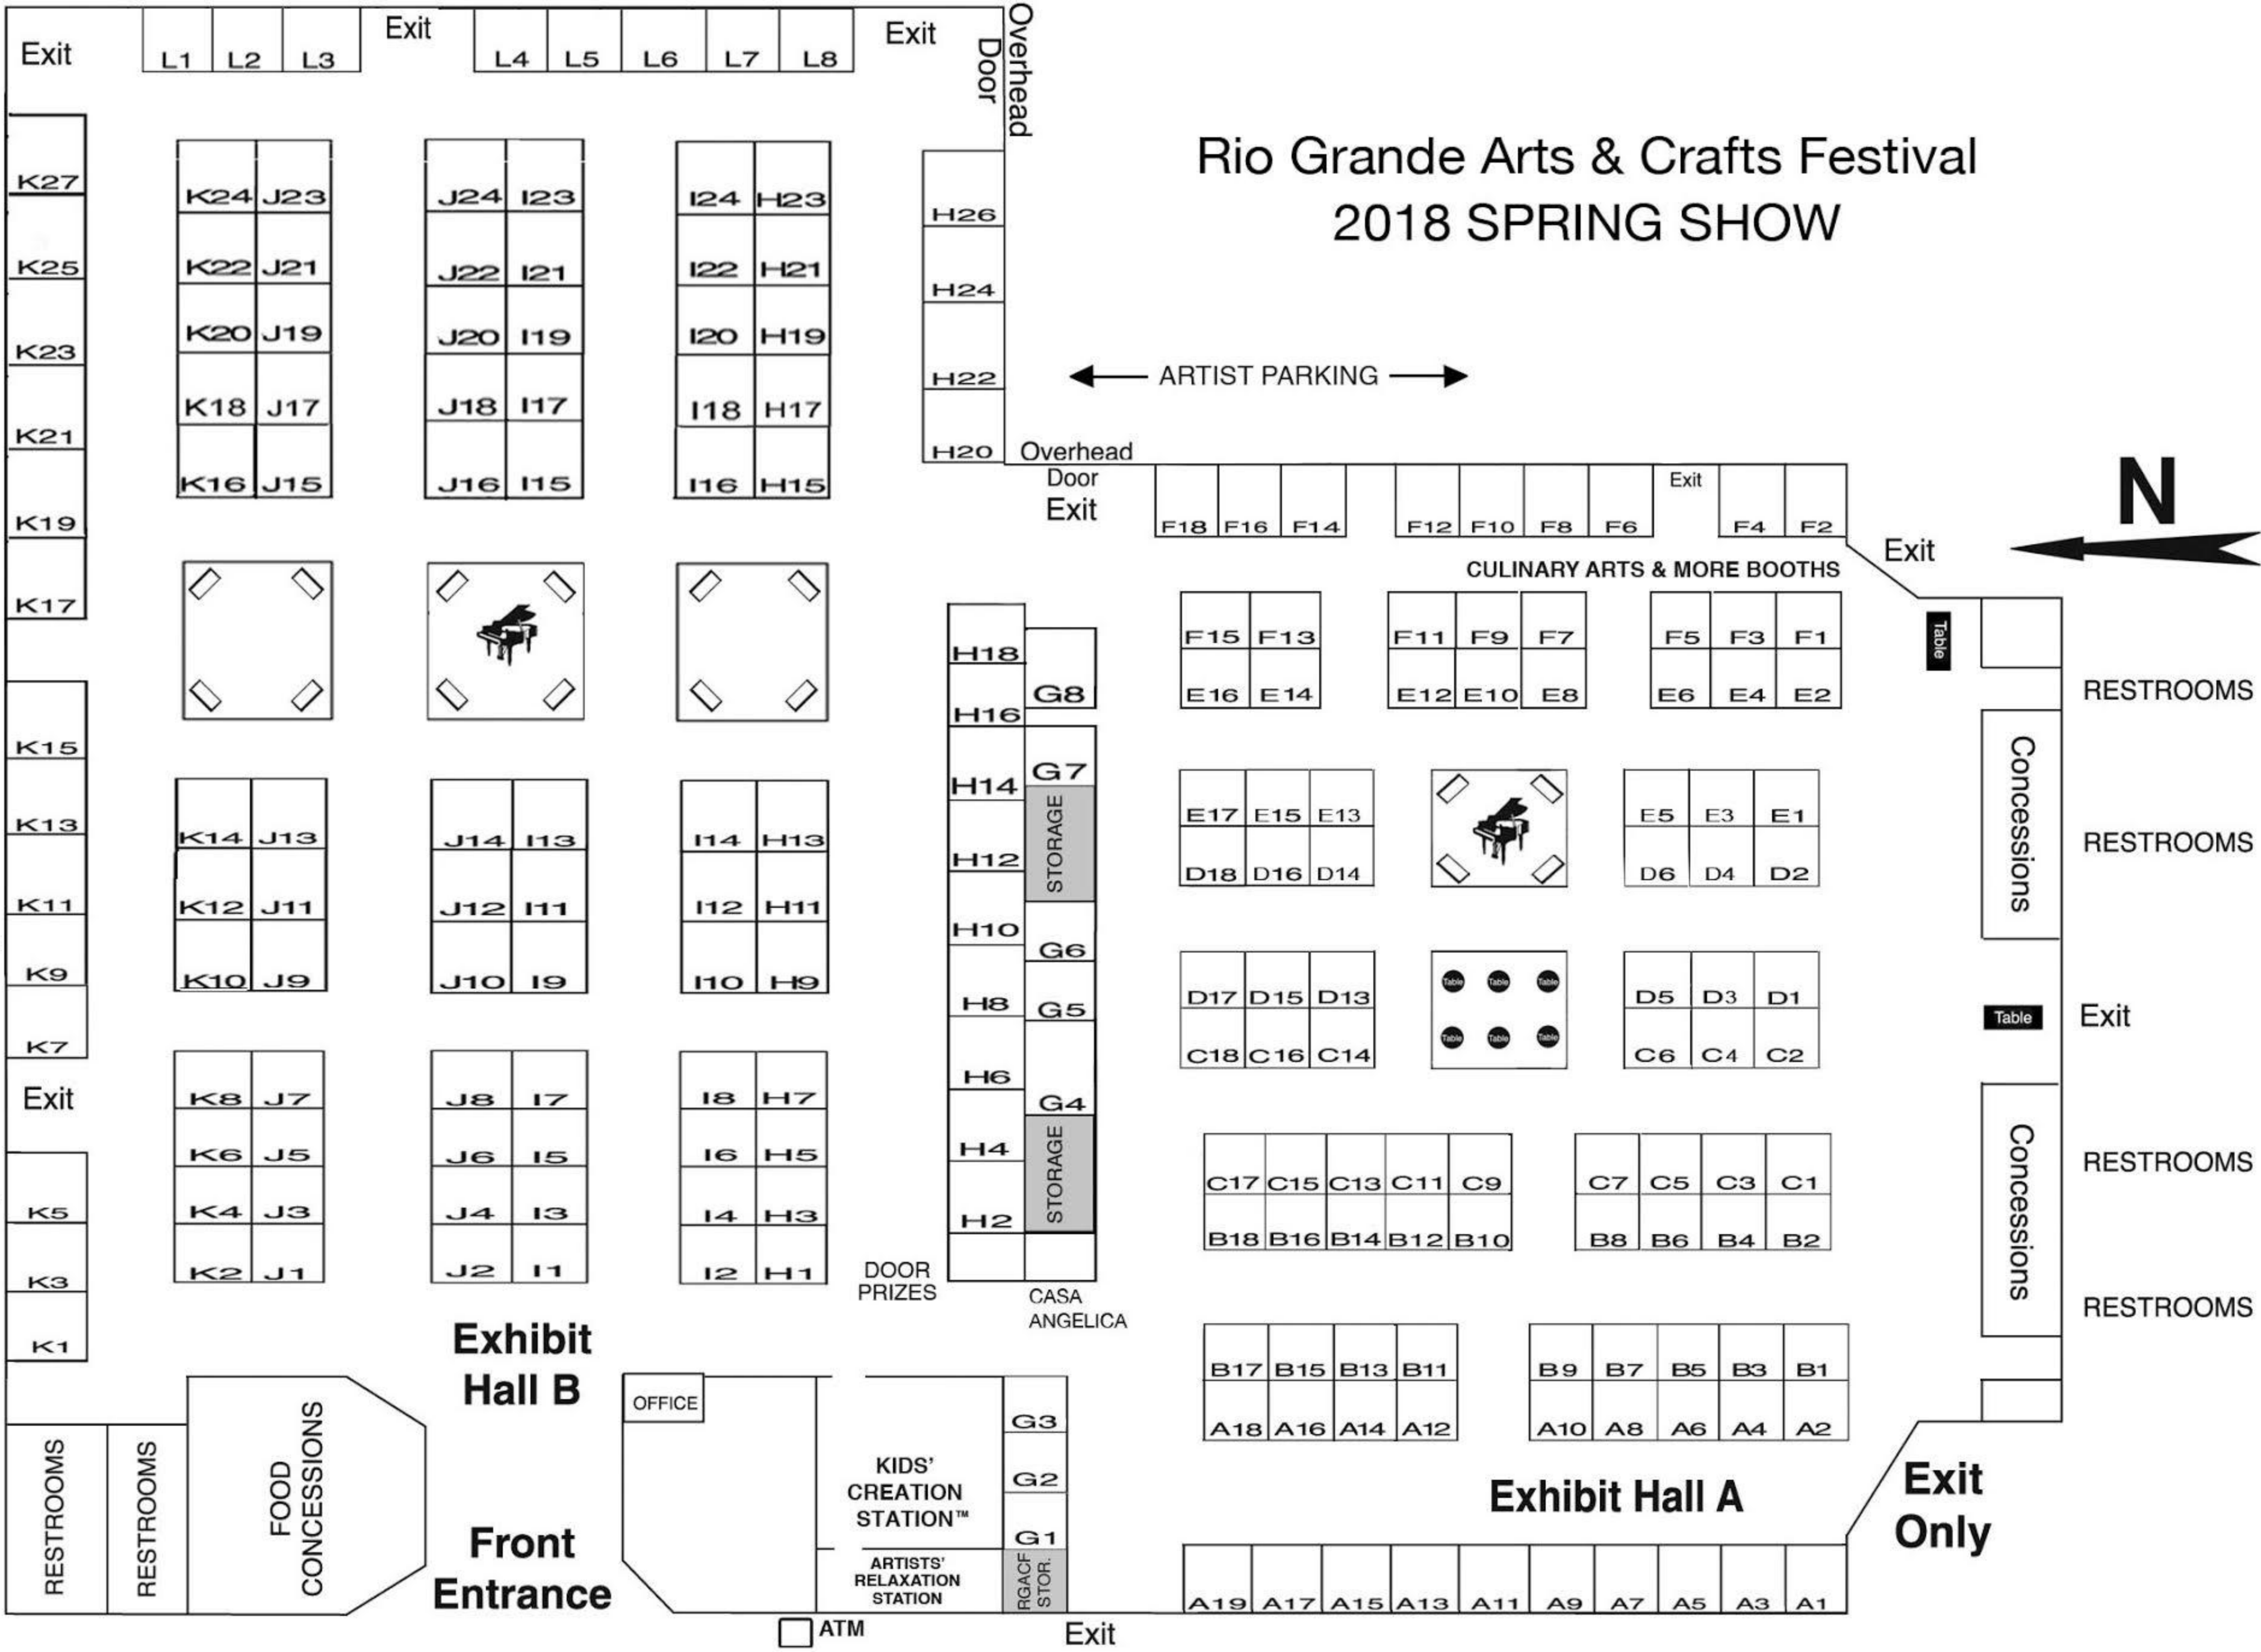 Rio Grande Arts & Crafts Festival
2018 SPRING SHOW
Exit
L1 L2 L3
Exit
L4 L5 L6 L7 L8
Exit
Overhead
Door
K27
K25
K23
K21
K19
K17
K24 J23
K22 J21
K20 J19
K18 J17
K16 J15
J24 I23
J22 I21
J20 I19
J18 I17
J16 I15
I24 H23
I22 H21
I20 H19
I18 H17
I16 H15
H26
H24
H22
H20
ARTIST PARKING
Overhead
Door
Exit
F18 F16 F14
F12 F10 F8 F6
Exit
F4 F2
Exit
N
CULINARY ARTS & MORE BOOTHS
K15
K13
K11
K9
K7
Exit
K5
K3
K1
K14 J13
K12 J11
K10 J9
J14 I13
J12 I11
J10 I9
I14 H13
I12 H11
I10 H9
K8 J7
K6 J5
K4 J3
K2 J1
J8 I7
J6 I5
J4 I3
J2 I1
I8 H7
I6 H5
I4 H3
I2 H1
H18
H16
H14
H12
H10
H8
H6
H4
H2
G8
G7
STORAGE
G6
G5
G4
STORAGE
DOOR
PRIZES
CASA
ANGELICA
F15 F13
E16 E14
F11 F9 F7
E12 E10 E8
F5 F3 F1
E6 E4 E2
E17 E15 E13
D18 D16 D14
E5 E3 E1
D6 D4 D2
D17 D15 D13
C18 C16 C14
Table Table Table
Table Table Table
D5 D3 D1
C6 C4 C2
C17 C15 C13 C11 C9
B18 B16 B14 B12 B10
C7 C5 C3 C1
B8 B6 B4 B2
B17 B15 B13 B11
A18 A16 A14 A12
B9 B7 B5 B3 B1
A10 A8 A6 A4 A2
Table
RESTROOMS
Concessions
RESTROOMS
Table
Exit
RESTROOMS
Concessions
RESTROOMS
Exhibit
Hall B
RESTROOMS
RESTROOMS
FOOD
CONCESSIONS
Front
Entrance
OFFICE
KIDS'
CREATION
STATION™
ARTISTS'
RELAXATION
STATION
G3
G2
G1
RGACF
STOR.
ATM
Exit
Exhibit Hall A
Exit
Only
A19 A17 A15 A13 A11 A9 A7 A5 A3 A1